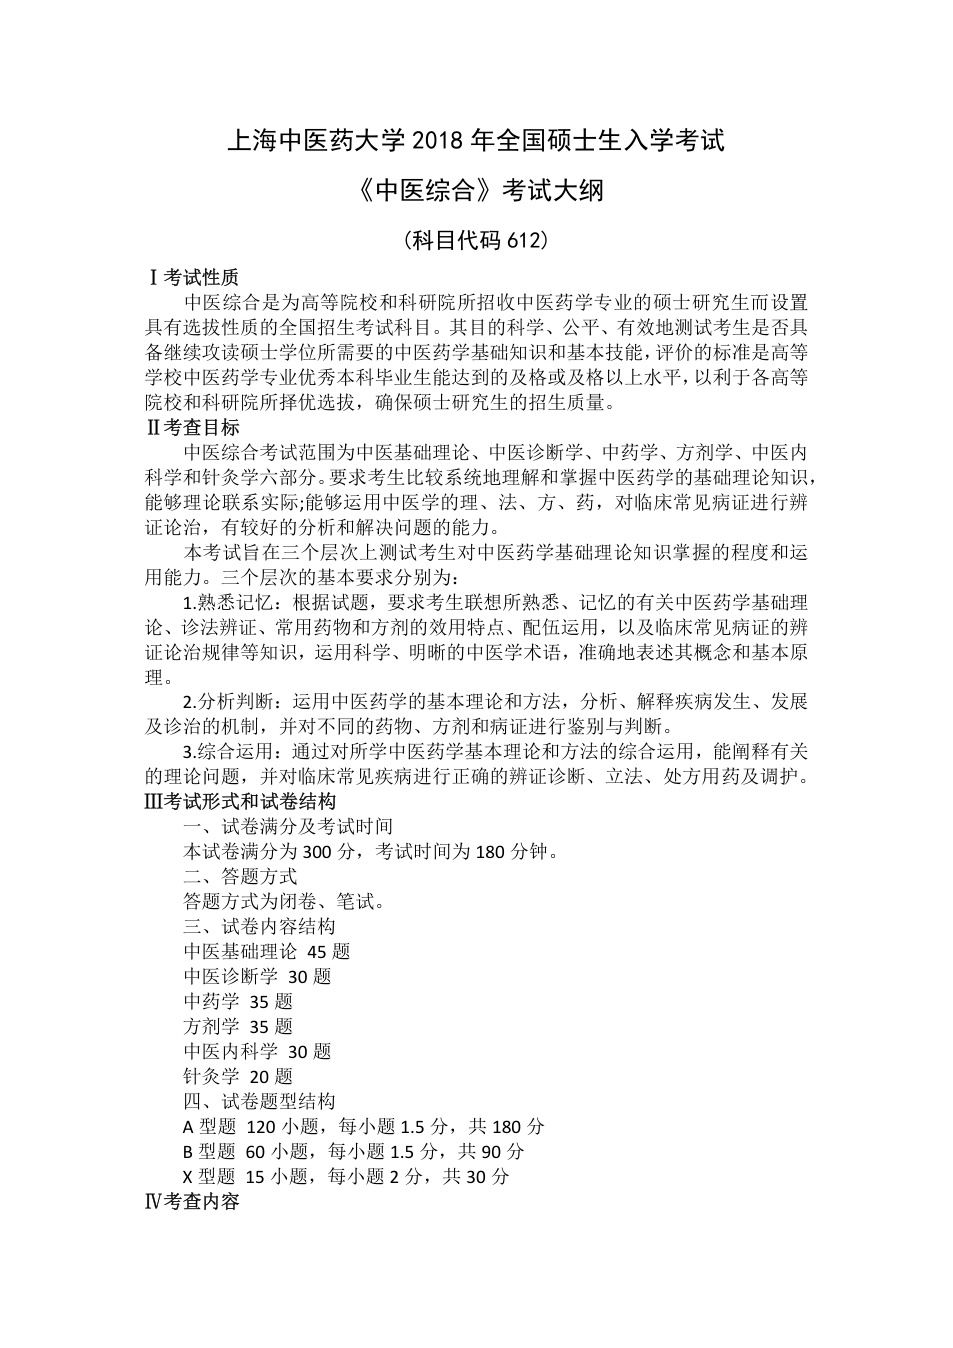 上海中医药大学 2018 年全国硕士生入学考试
《中医综合》考试大纲
(科目代码 612)
Ⅰ考试性质
中医综合是为高等院校和科研院所招收中医药学专业的硕士研究生而设置
具有选拔性质的全国招生考试科目。其目的科学、公平、有效地测试考生是否具
备继续攻读硕士学位所需要的中医药学基础知识和基本技能,评价的标准是高等
学校中医药学专业优秀本科毕业生能达到的及格或及格以上水平,以利于各高等
院校和科研院所择优选拔，确保硕士研究生的招生质量。
Ⅱ考查目标
中医综合考试范围为中医基础理论、中医诊断学、中药学、方剂学、中医内
科学和针灸学六部分。要求考生比较系统地理解和掌握中医药学的基础理论知识,
能够理论联系实际;能够运用中医学的理、法、方、药，对临床常见病证进行辨
证论治，有较好的分析和解决问题的能力。
本考试旨在三个层次上测试考生对中医药学基础理论知识掌握的程度和运
用能力。三个层次的基本要求分别为：
1.熟悉记忆：根据试题，要求考生联想所熟悉、记忆的有关中医药学基础理
论、诊法辨证、常用药物和方剂的效用特点、配伍运用，以及临床常见病证的辨
证论治规律等知识，运用科学、明晰的中医学术语，准确地表述其概念和基本原
理。
2.分析判断：运用中医药学的基本理论和方法，分析、解释疾病发生、发展
及诊治的机制，并对不同的药物、方剂和病证进行鉴别与判断。
3.综合运用：通过对所学中医药学基本理论和方法的综合运用，能阐释有关
的理论问题，并对临床常见疾病进行正确的辨证诊断、立法、处方用药及调护。
Ⅲ考试形式和试卷结构
一、试卷满分及考试时间
本试卷满分为 300 分，考试时间为 180 分钟。
二、答题方式
答题方式为闭卷、笔试。
三、试卷内容结构
中医基础理论 45 题
中医诊断学 30 题
中药学 35 题
方剂学 35 题
中医内科学 30 题
针灸学 20 题
四、试卷题型结构
A 型题 120 小题，每小题 1.5 分，共 180 分
B 型题 60 小题，每小题 1.5 分，共 90 分
X 型题 15 小题，每小题 2 分，共 30 分
Ⅳ考查内容